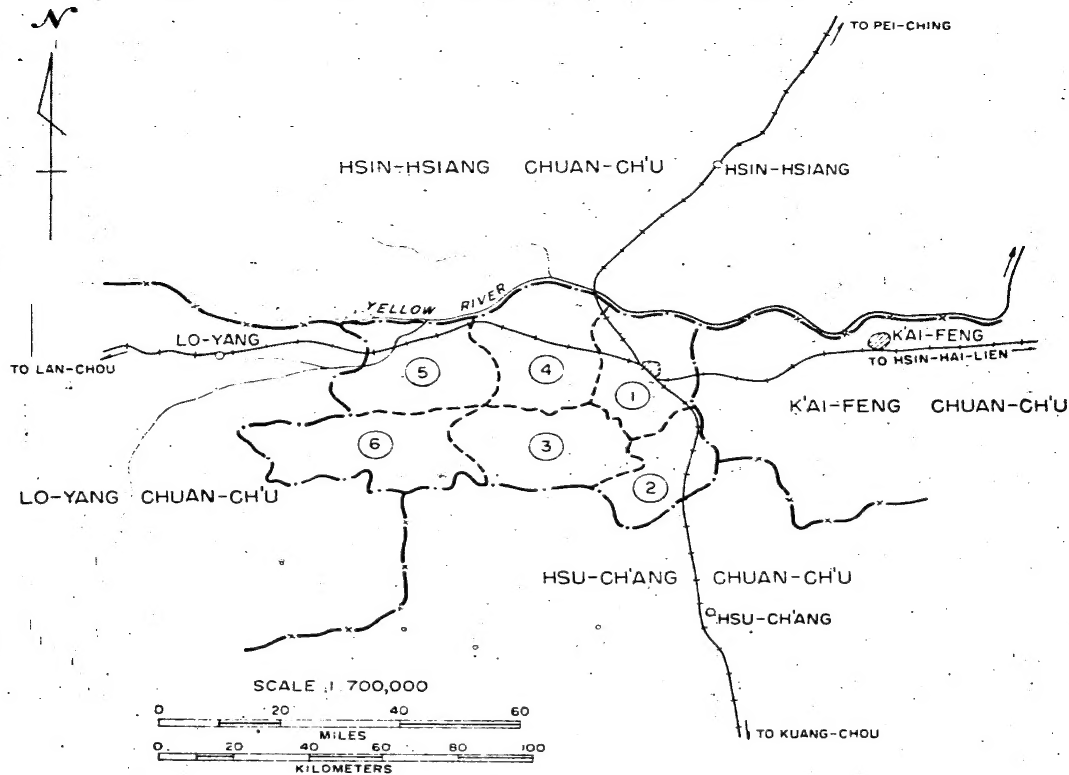 N
TO PEI-CHING
HSIN-HSIANG CHUAN-CH'U
HSIN-HSIANG
YELLOW RIVER
LO-YANG
K'AI-FENG
TO LAN-CHOU
TO HSIN-HAI-LIEN
5
4
1
K'AI-FENG CHUAN-CH'U
6
3
2
LO-YANG CHUAN-CH'U
HSU-CH'ANG CHUAN-CH'U
HSU-CH'ANG
SCALE 1:700,000
0 20 40 60
MILES
0 20 40 60 80 100
KILOMETERS
TO KUANG-CHOU